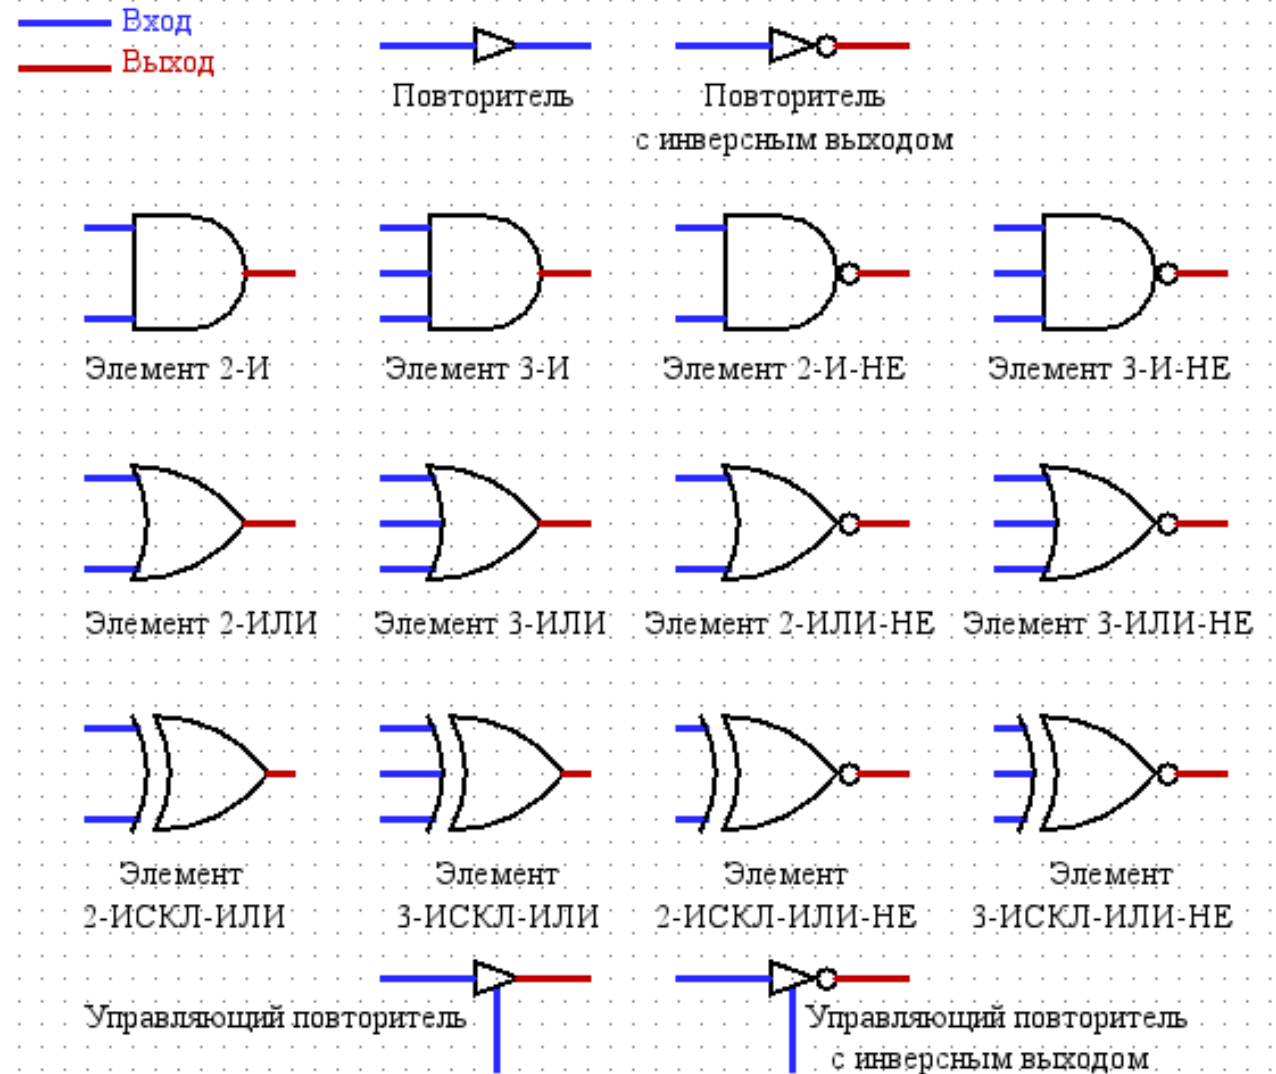 Вход
Выход
Повторитель
Повторитель
с инверсным выходом
Элемент 2-И
Элемент 3-И
Элемент 2-И-НЕ
Элемент 3-И-НЕ
Элемент 2-ИЛИ
Элемент 3-ИЛИ
Элемент 2-ИЛИ-НЕ
Элемент 3-ИЛИ-НЕ
Элемент
2-ИСКЛ-ИЛИ
Элемент
3-ИСКЛ-ИЛИ
Элемент
2-ИСКЛ-ИЛИ-НЕ
Элемент
3-ИСКЛ-ИЛИ-НЕ
Управляющий повторитель
Управляющий повторитель
с инверсным выходом